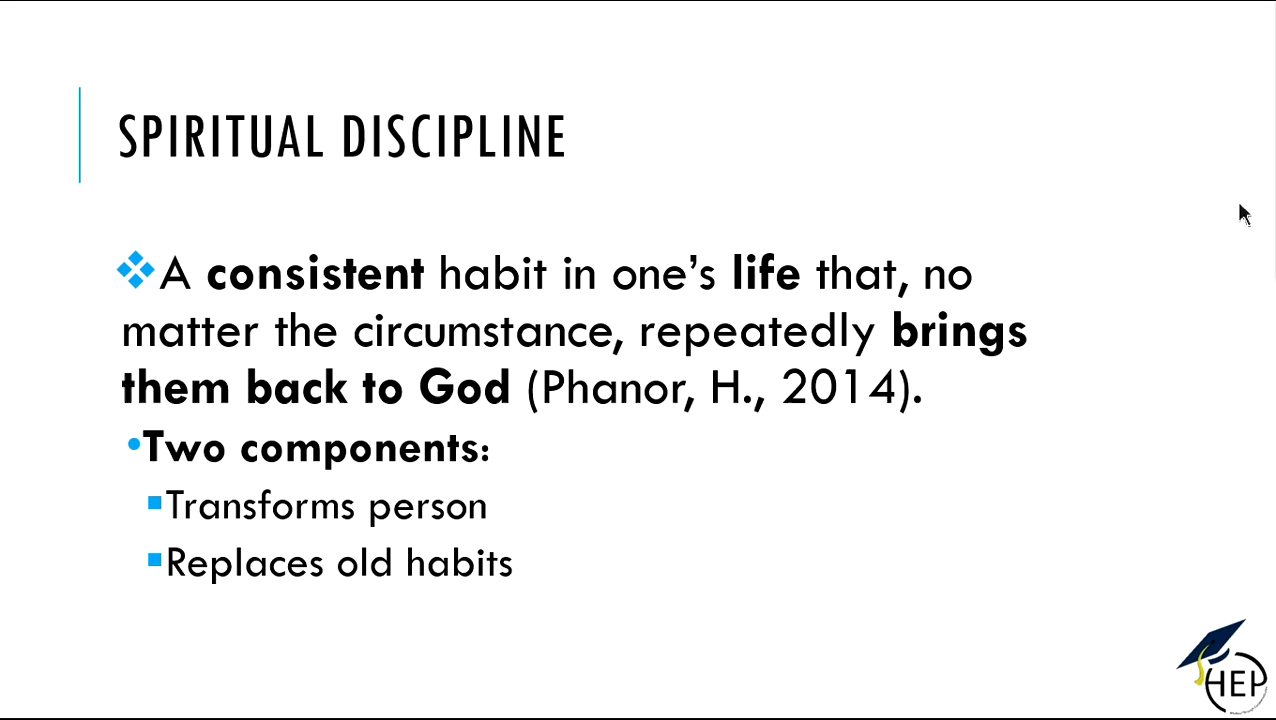 SPIRITUAL DISCIPLINE
❖A consistent habit in one’s life that, no
matter the circumstance, repeatedly brings
them back to God (Phanor, H., 2014).
•Two components:
▪Transforms person
▪Replaces old habits
HEP